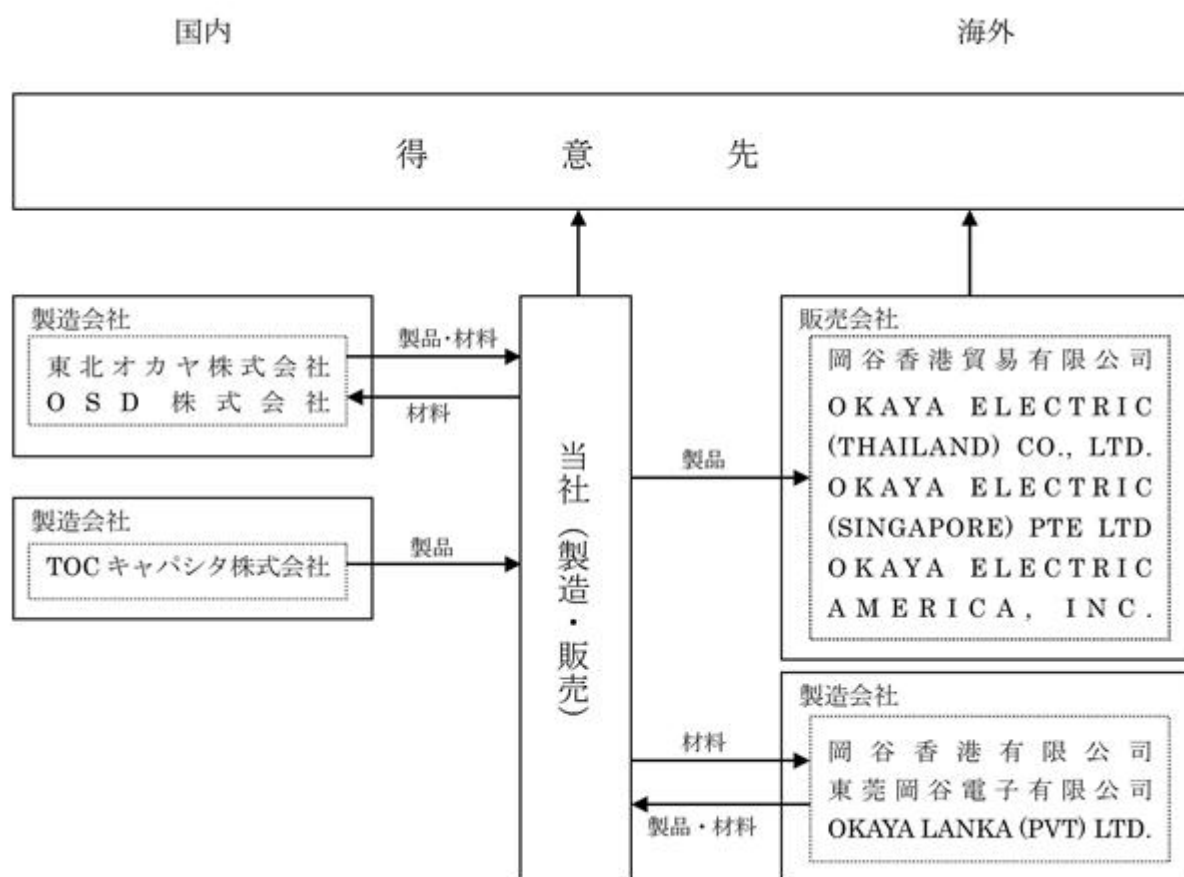 国内
海外
得意先
製造会社
東北オカヤ株式会社
OSD株式会社
製品・材料
材料
製造会社
TOCキャパシタ株式会社
製品
当社(製造・販売)
製品
販売会社
岡谷香港貿易有限公司
OKAYA ELECTRIC
(THAILAND) CO., LTD.
OKAYA ELECTRIC
(SINGAPORE) PTE LTD
OKAYA ELECTRIC
AMERICA, INC.
材料
製品・材料
製造会社
岡谷香港有限公司
東莞岡谷電子有限公司
OKAYA LANKA (PVT) LTD.